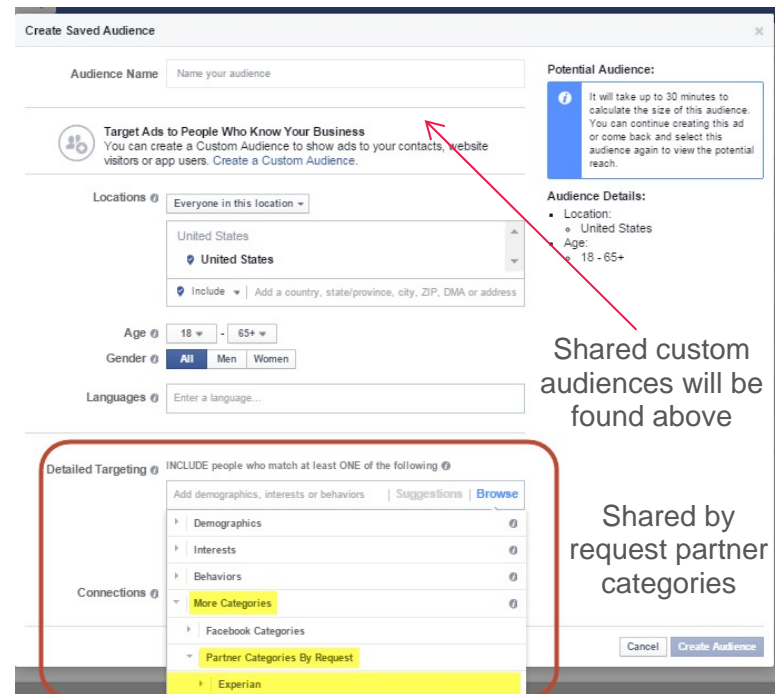 Create Saved Audience
×
Audience Name
Name your audience
Target Ads to People Who Know Your Business
You can create a Custom Audience to show ads to your contacts, website
visitors or app users. Create a Custom Audience.
Locations
Everyone in this location
United States
United States
Include | Add a country, state/province, city, ZIP, DMA or address
Age
18 - 65+
Gender
All Men Women
Languages
Enter a language...
Detailed Targeting
INCLUDE people who match at least ONE of the following
Add demographics, interests or behaviors | Suggestions | Browse
Demographics
Interests
Behaviors
More Categories
Facebook Categories
Partner Categories By Request
Experian
Connections
Potential Audience:
It will take up to 30 minutes to
calculate the size of this audience.
You can continue creating this ad
or come back and select this
audience again to view the potential
reach.
Audience Details:
Location:
United States
Age:
18 - 65+
Shared custom
audiences will be
found above
Shared by
request partner
categories
Cancel
Create Audience